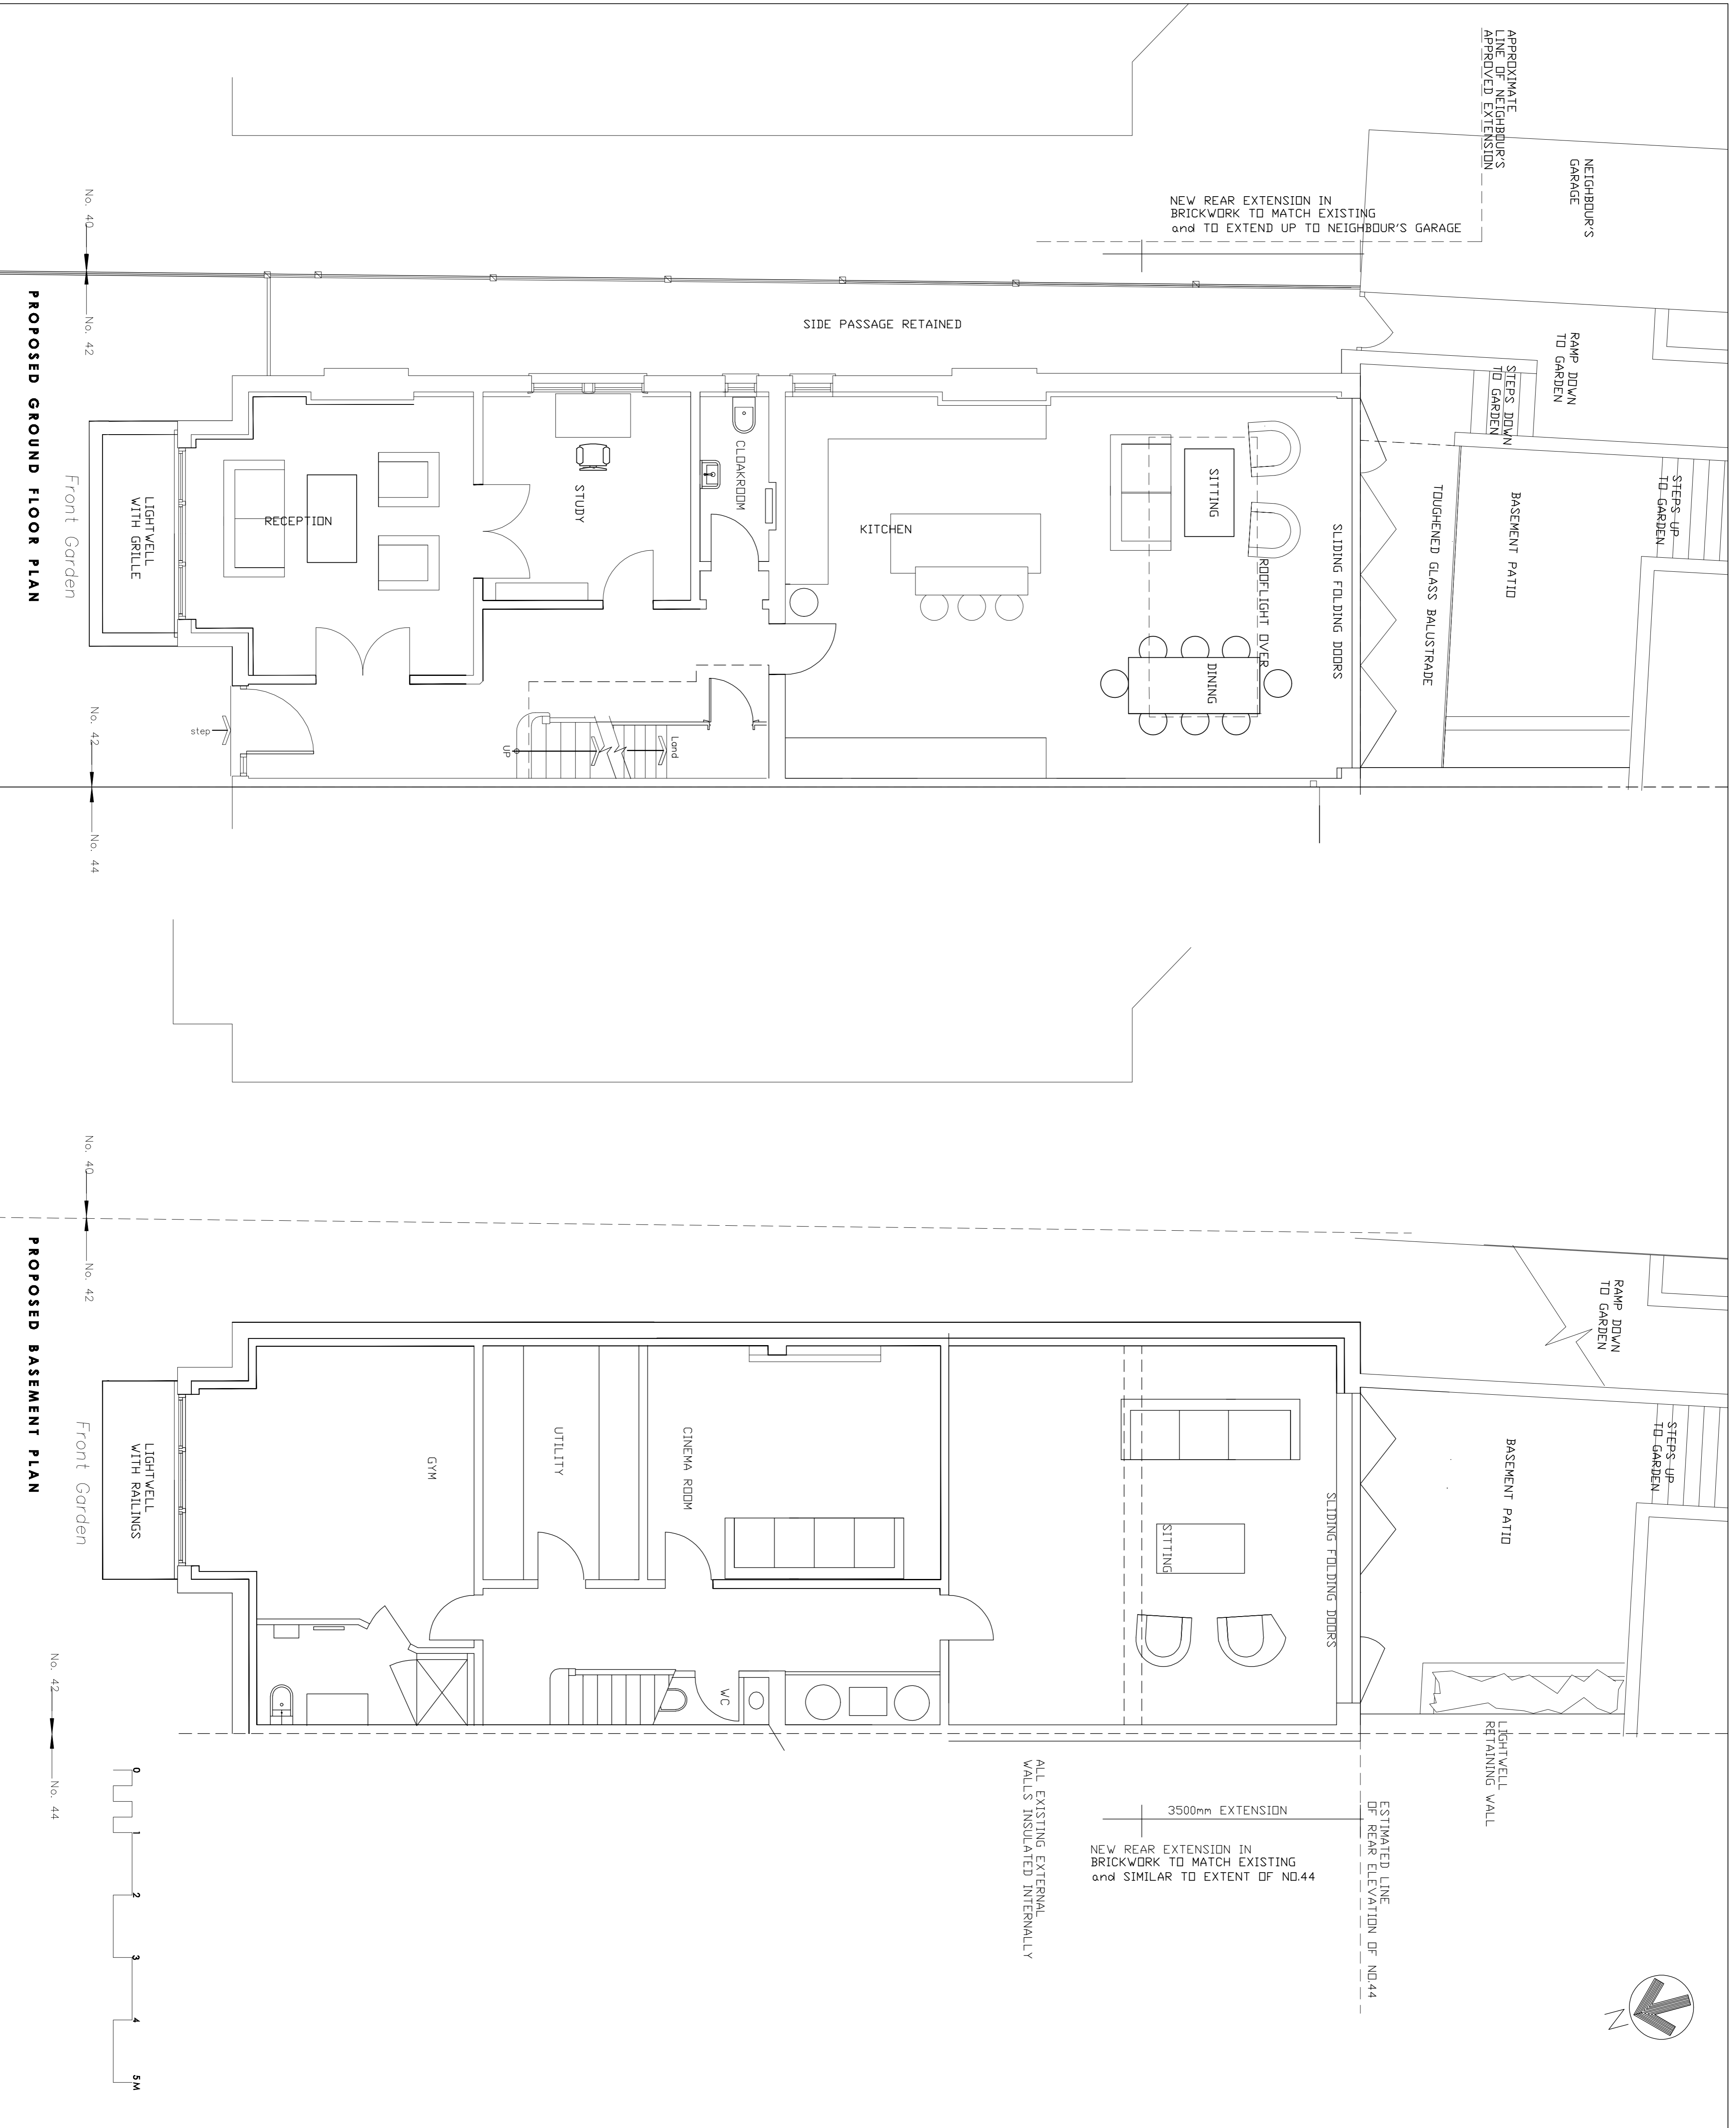 APPROXIMATE
LINE OF NEIGHBOUR'S
APPROVED EXTENSION
NEIGHBOUR'S
GARAGE
NEW REAR EXTENSION IN
BRICKWORK TO MATCH EXISTING
and TO EXTEND UP TO NEIGHBOUR'S GARAGE
No. 40
No. 42
SIDE PASSAGE RETAINED
RAMP DOWN
TO GARDEN
STEPS DOWN
TO GARDEN
STEPS UP
TO GARDEN
BASEMENT PATIO
TOUGHENED GLASS BALUSTRADE
SLIDING FOLDING DOORS
SITTING
ROOFLIGHT OVER
DINING
KITCHEN
CLOAKROOM
STUDY
RECEPTION
LIGHTWELL
WITH GRILLE
Front Garden
PROPOSED GROUND FLOOR PLAN
step
UP
Land
No. 42
No. 44
No. 40
No. 42
RAMP DOWN
TO GARDEN
STEPS UP
TO GARDEN
BASEMENT PATIO
SLIDING FOLDING DOORS
SITTING
CINEMA ROOM
UTILITY
GYM
WC
LIGHTWELL
WITH RAILINGS
Front Garden
PROPOSED BASEMENT PLAN
No. 42
No. 44
LIGHTWELL
RETAINING WALL
ESTIMATED LINE
OF REAR ELEVATION OF NO.44
3500mm EXTENSION
NEW REAR EXTENSION IN
BRICKWORK TO MATCH EXISTING
and SIMILAR TO EXTENT OF NO.44
ALL EXISTING EXTERNAL
WALLS INSULATED INTERNALLY
0 1 2 3 4 5M
N